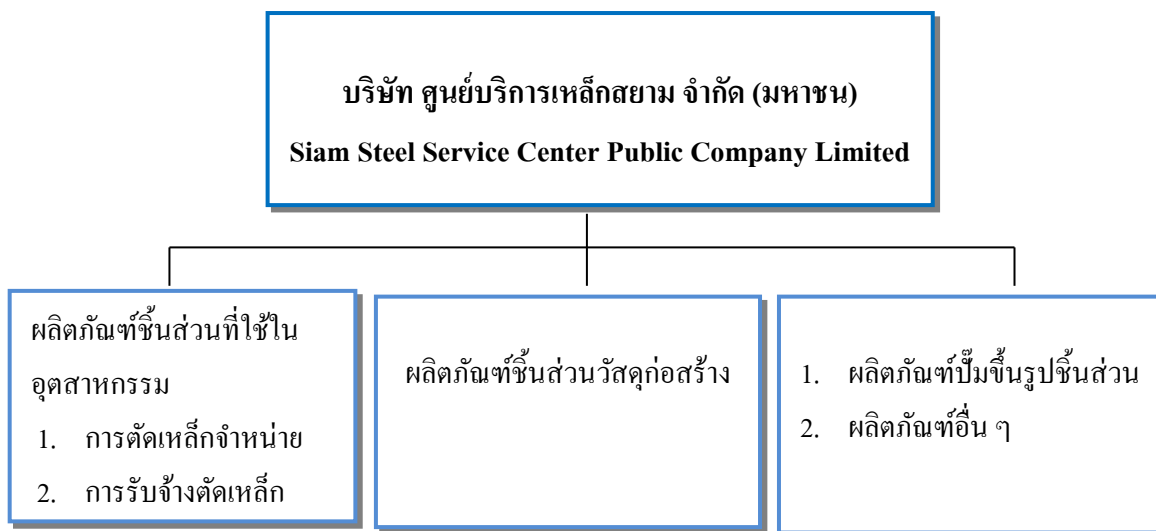 บริษัท ศูนย์บริการเหล็กสยาม จำกัด (มหาชน)
Siam Steel Service Center Public Company Limited
ผลิตภัณฑ์ชิ้นส่วนที่ใช้ใน
อุตสาหกรรม
1. การตัดเหล็กจำหน่าย
2. การรับจ้างตัดเหล็ก
ผลิตภัณฑ์ชิ้นส่วนวัสดุก่อสร้าง
1. ผลิตภัณฑ์ปั๊มขึ้นรูปชิ้นส่วน
2. ผลิตภัณฑ์อื่น ๆ